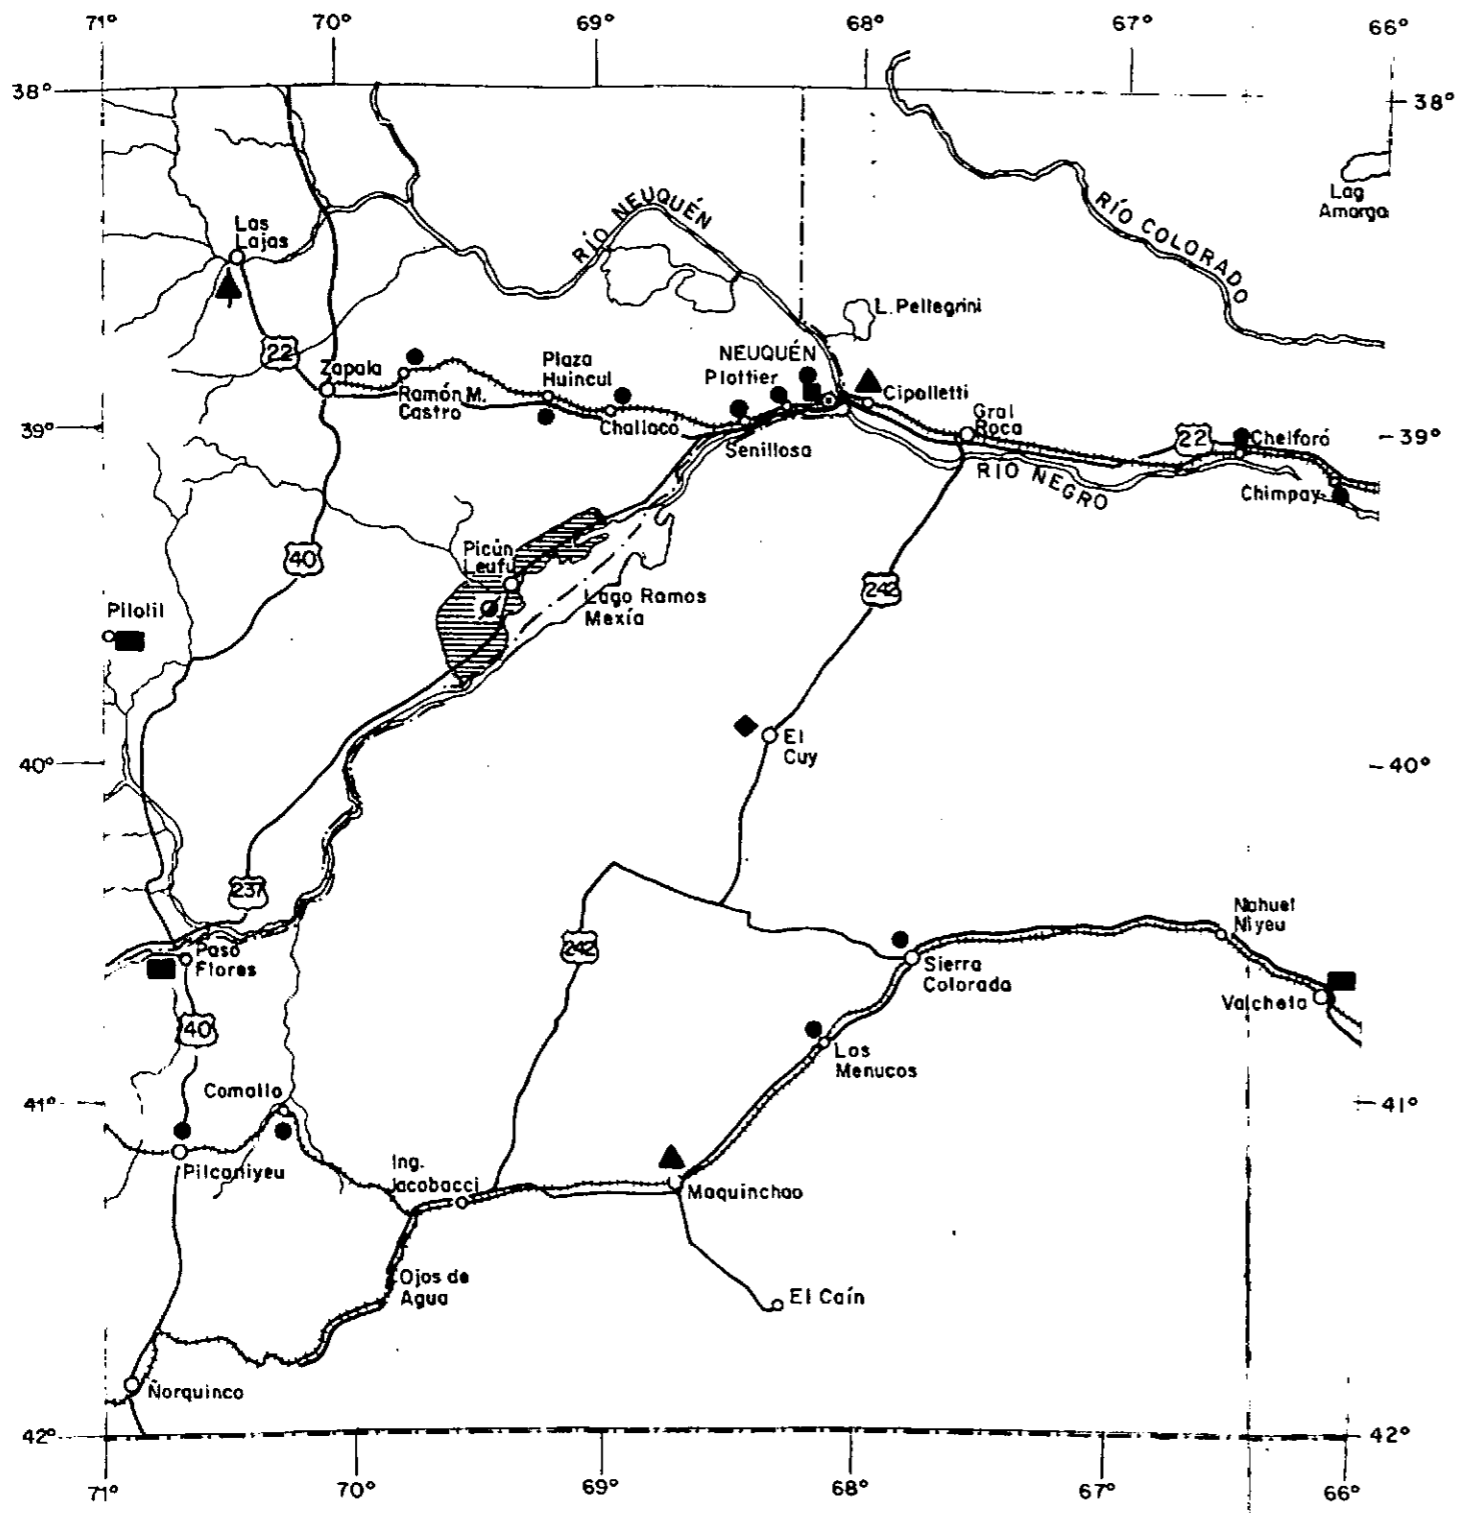 71°
70°
69°
68°
67°
66°
38°
38°
RÍO NEUQUÉN
RÍO COLORADO
Lag
Amarga
Las
Lajas
L. Pellegrini
22
Zapala
Ramón M.
Castro
Plaza
Huincul
Challacó
NEUQUÉN
Plottier
Senillosa
Cipolletti
Gral
Roca
22
Chelforó
Chimpay
RIO NEGRO
39°
39°
40
Picún
Leufú
Lago Ramos
Mexía
242
Pilolil
El
Cuy
40°
40°
237
Paso
Flores
242
Sierra
Colorada
Nahuel
Niyeu
Valcheta
40
Los
Menucos
Comallo
41°
41°
Pilcaniyeu
Ing.
Jacobacci
Maquinchao
Ojos de
Agua
El Caín
Ñorquinco
42°
42°
71°
70°
69°
68°
67°
66°